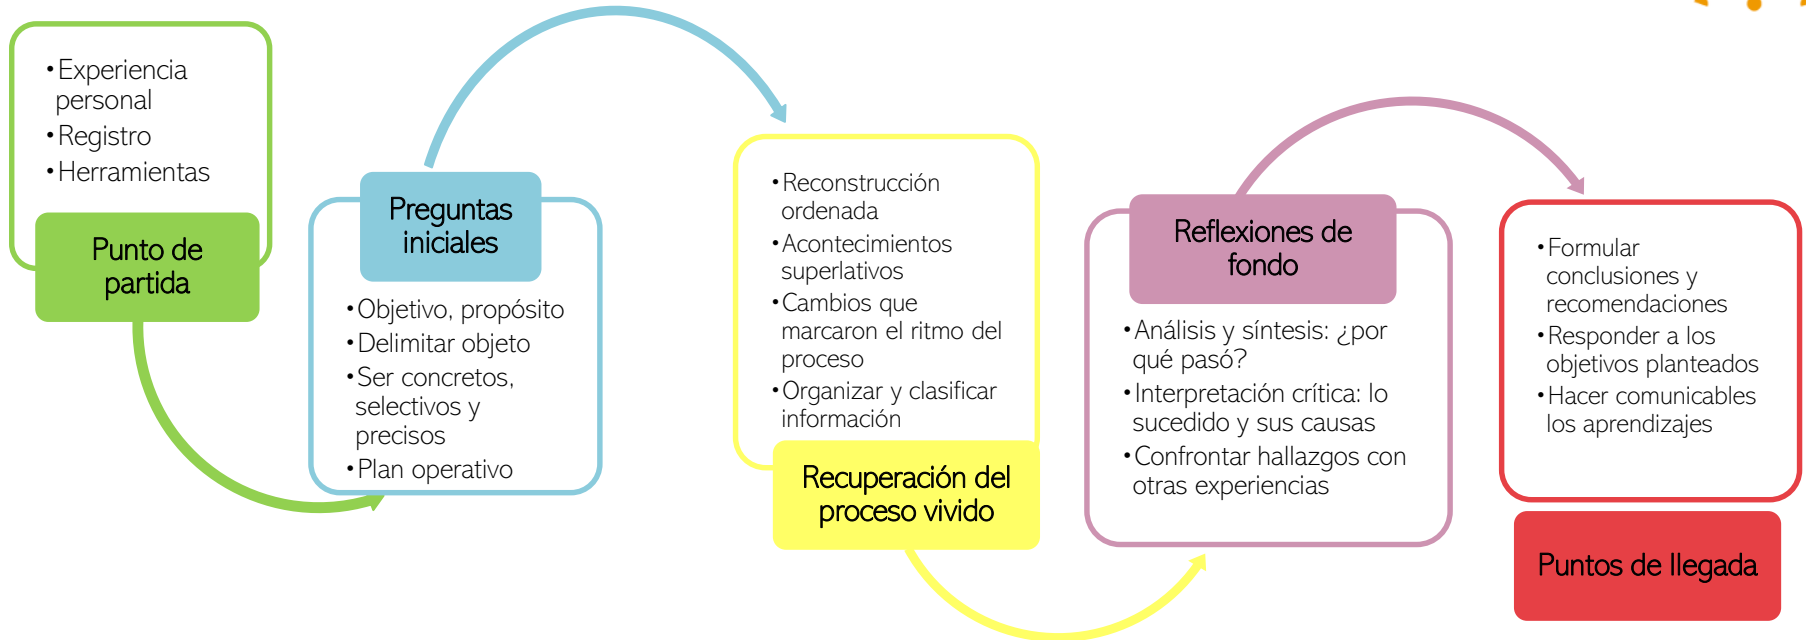 •Experiencia
personal
•Registro
•Herramientas
Punto de
partida
Preguntas
iniciales
•Objetivo, propósito
•Delimitar objeto
•Ser concretos,
selectivos y
precisos
•Plan operativo
•Reconstrucción
ordenada
•Acontecimientos
superlativos
•Cambios que
marcaron el ritmo del
proceso
•Organizar y clasificar
información
Recuperación del
proceso vivido
Reflexiones de
fondo
•Análisis y síntesis: ¿por
qué pasó?
•Interpretación crítica: lo
sucedido y sus causas
•Confrontar hallazgos con
otras experiencias
•Formular
conclusiones y
recomendaciones
•Responder a los
objetivos planteados
•Hacer comunicables
los aprendizajes
Puntos de llegada